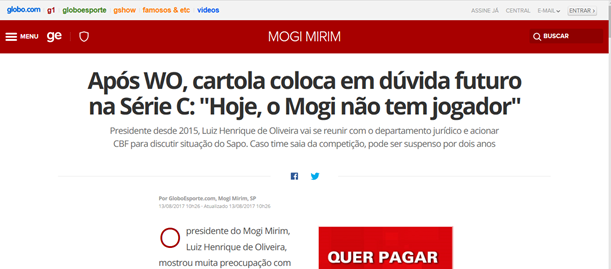 globo.com g1 globoesporte gshow famosos & etc vídeos ASSINE JÁ CENTRAL E-MAIL ENTRAR
MENU ge MOGI MIRIM BUSCAR
Após WO, cartola coloca em dúvida futuro
na Série C: "Hoje, o Mogi não tem jogador"
Presidente desde 2015, Luiz Henrique de Oliveira vai se reunir com o departamento jurídico e acionar
CBF para discutir situação do Sapo. Caso time saia da competição, pode ser suspenso por dois anos
Por GloboEsporte.com, Mogi Mirim, SP
13/08/2017 10h26 - Atualizado 13/08/2017 10h26
O presidente do Mogi Mirim,
Luiz Henrique de Oliveira,
mostrou muita preocupação com
QUER PAGAR